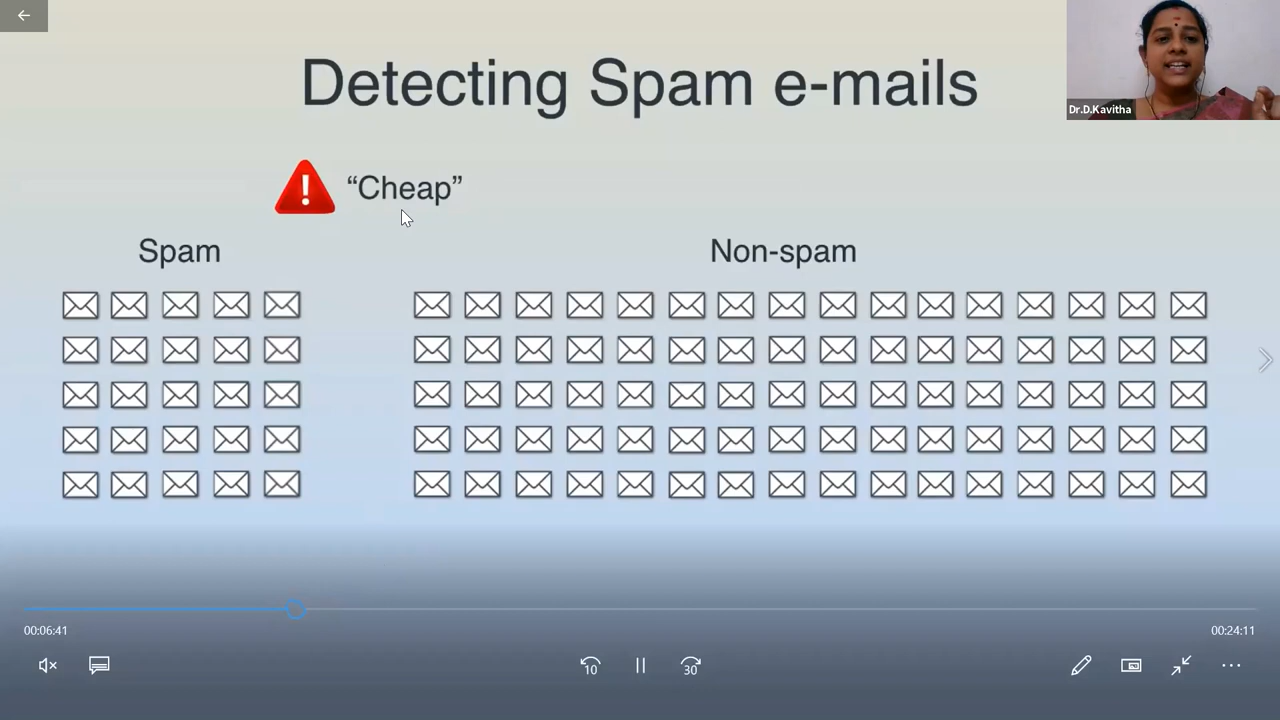 Detecting Spam e-mails
Dr.D.Kavitha
! “Cheap”
Spam
Non-spam
00:06:41
00:24:11
10
30